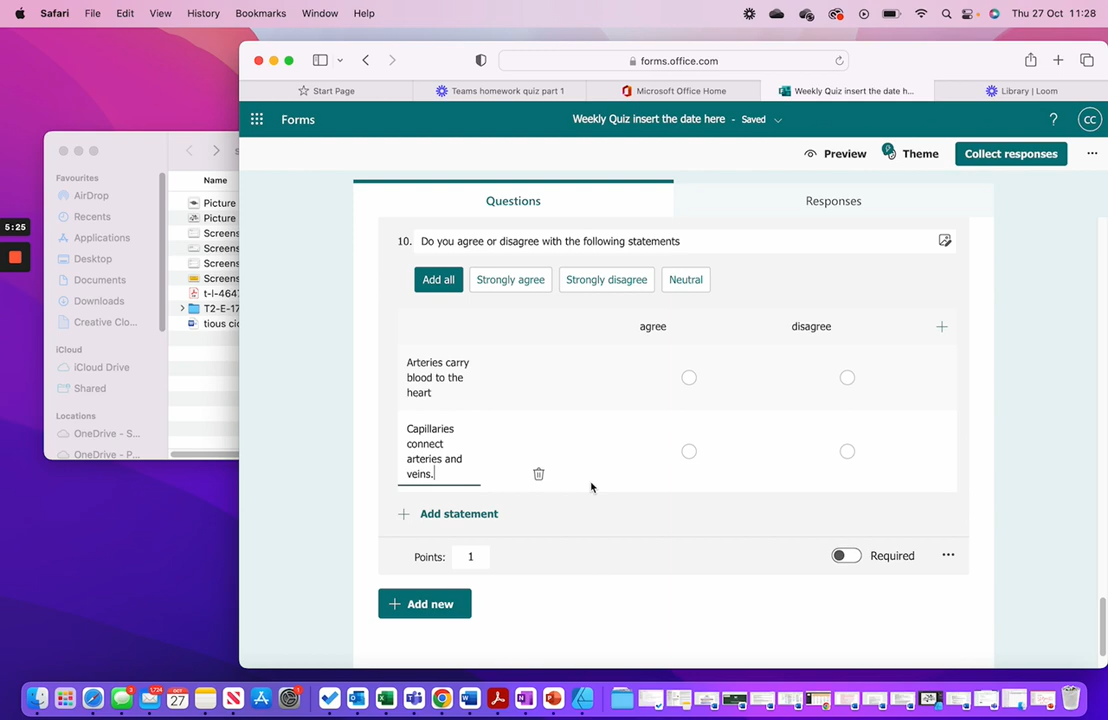 Safari File Edit View History Bookmarks Window Help Thu 27 Oct 11:28
forms.office.com
Start Page Teams homework quiz part 1 Microsoft Office Home Weekly Quiz insert the date h... Library | Loom
Forms Weekly Quiz insert the date here - Saved ? CC
Preview Theme Collect responses ...
Questions Responses
10. Do you agree or disagree with the following statements
Add all Strongly agree Strongly disagree Neutral
agree disagree
Arteries carry
blood to the
heart
Capillaries
connect
arteries and
veins.
Add statement
Points: 1 Required ...
Add new
5:25
Favourites
AirDrop
Recents
Applications
Desktop
Documents
Downloads
Creative Clo...
iCloud
iCloud Drive
Shared
Locations
OneDrive - S...
OneDrive - P...
Name
Picture
Picture
Screens
Screens
Screens
Screens
t-l-464
T2-E-17
tious cic
3 1,724 OCT 27